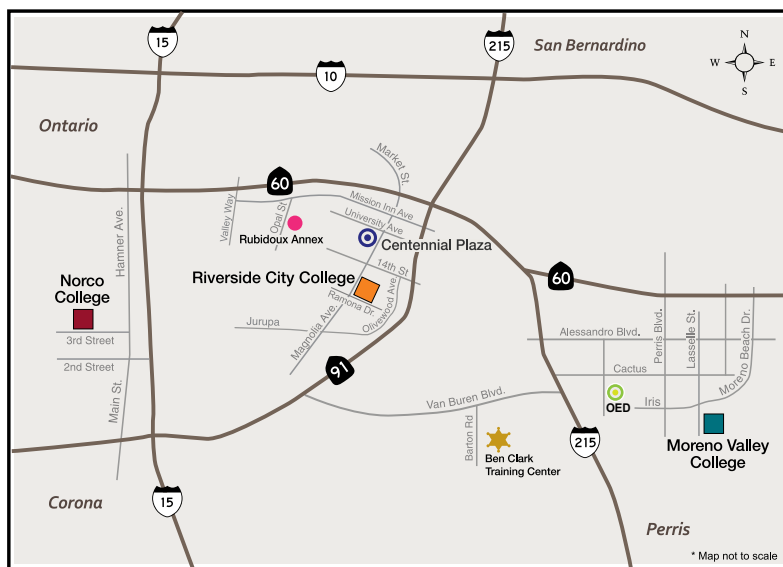 15
215
San Bernardino
N
W
E
S
10
Ontario
Market St.
60
Mission Inn Ave
Valley Way
Opal St
University Ave
Hamner Ave.
Rubidoux Annex
Centennial Plaza
14th St
Riverside City College
60
Norco
College
Ramona Dr.
Olivewood Ave.
Perris Blvd.
Lasselle St.
Moreno Beach Dr.
3rd Street
Jurupa
Magnolia Ave.
Alessandro Blvd.
2nd Street
91
Cactus
Main St.
Van Buren Blvd.
OED
Iris
Barton Rd
215
Ben Clark
Training Center
Moreno Valley
College
Corona
15
Perris
* Map not to scale